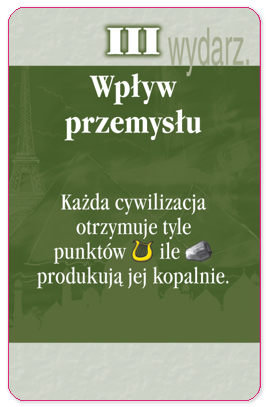 III
wydarz.
Wpływ
przemysłu
Każda cywilizacja
otrzymuje tyle
punktów ile
produkują jej kopalnie.